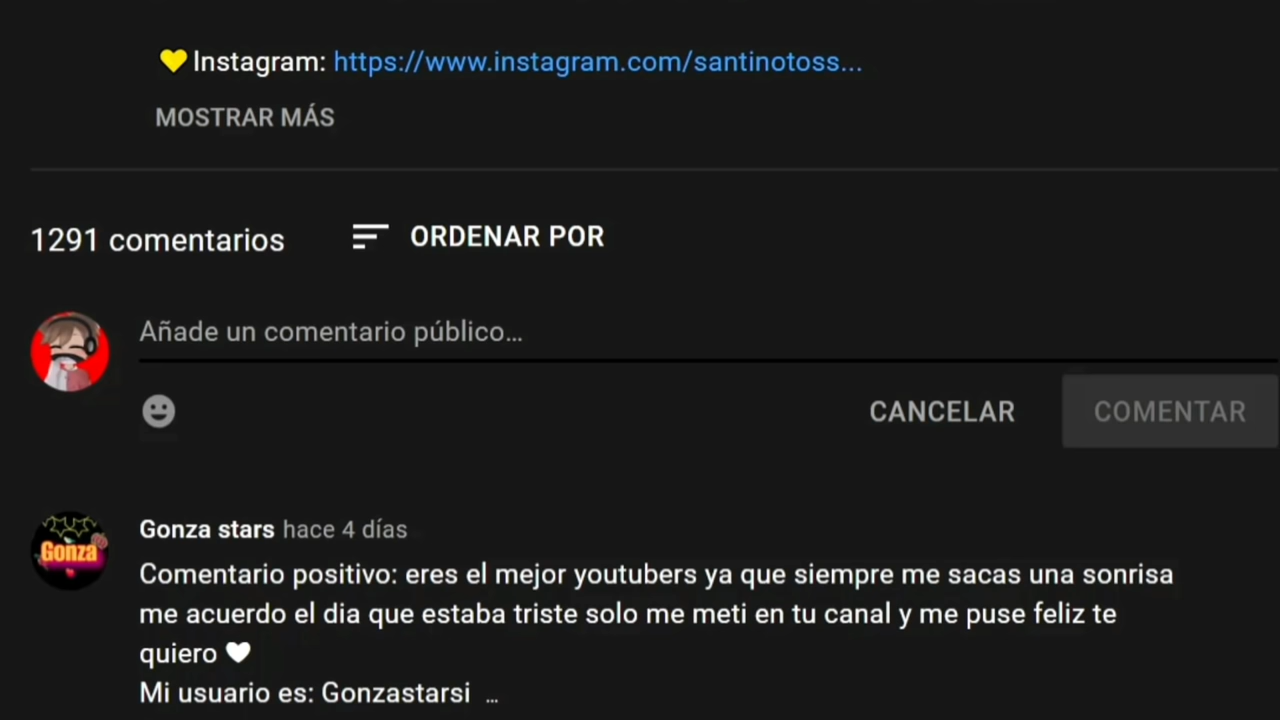 💛Instagram: https://www.instagram.com/santinotoss...
MOSTRAR MÁS
1291 comentarios
ORDENAR POR
Añade un comentario público...
CANCELAR
COMENTAR
Gonza
Gonza stars hace 4 días
Comentario positivo: eres el mejor youtubers ya que siempre me sacas una sonrisa
me acuerdo el dia que estaba triste solo me meti en tu canal y me puse feliz te
quiero 🤍
Mi usuario es: Gonzastarsi ...